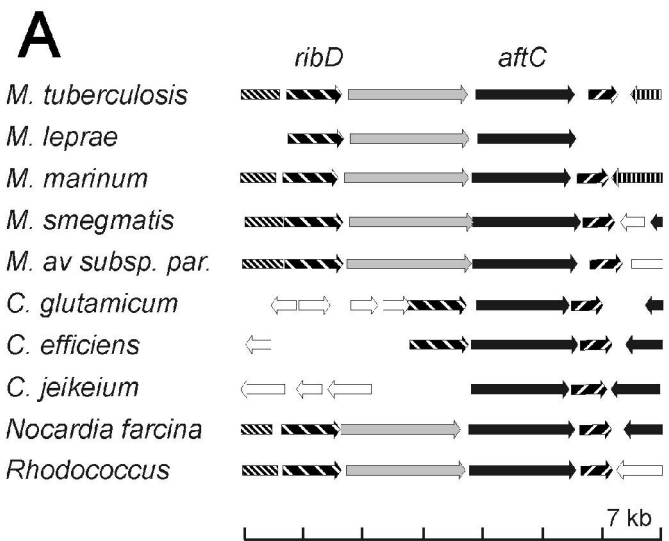 A
ribD aftC
M. tuberculosis
M. leprae
M. marinum
M. smegmatis
M. av subsp. par.
C. glutamicum
C. efficiens
C. jeikeium
Nocardia farcina
Rhodococcus
7 kb